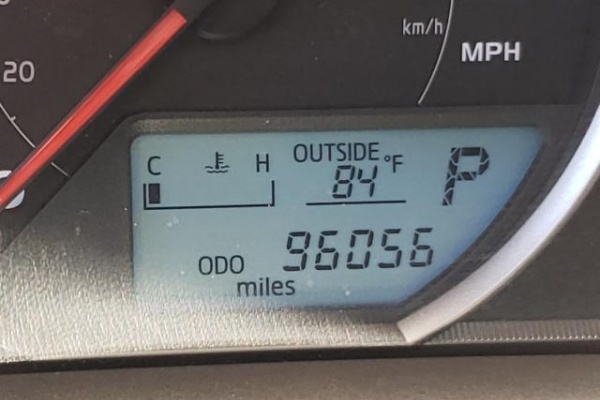 km/h
MPH
20
C H OUTSIDE
84 °F
P
ODO 96056
miles